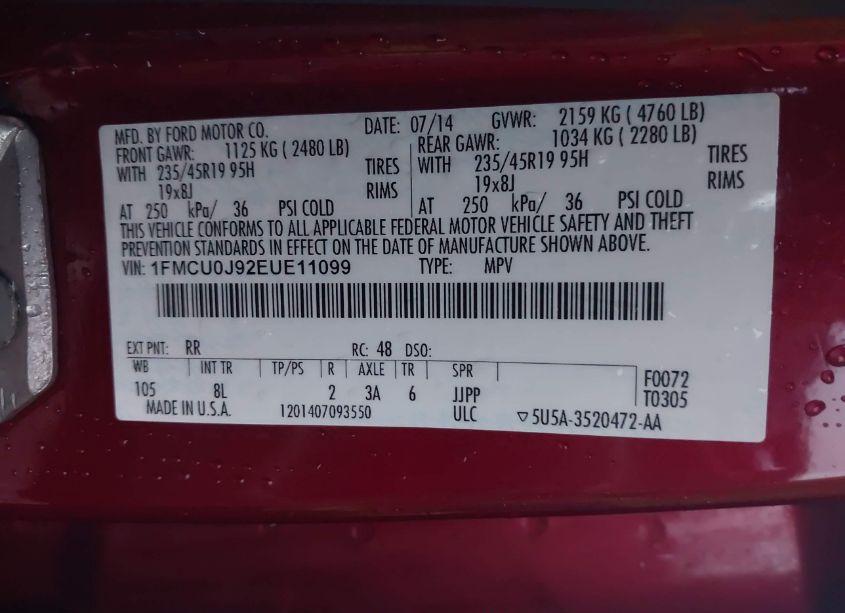 MFD. BY FORD MOTOR CO. DATE: 07/14 GVWR: 2159 KG ( 4760 LB)
FRONT GAWR: 1125 KG ( 2480 LB) REAR GAWR: 1034 KG ( 2280 LB)
WITH 235/45R19 95H TIRES WITH 235/45R19 95H TIRES
19x8J RIMS 19x8J RIMS
AT 250 kPa/ 36 PSI COLD AT 250 kPa/ 36 PSI COLD
THIS VEHICLE CONFORMS TO ALL APPLICABLE FEDERAL MOTOR VEHICLE SAFETY AND THEFT
PREVENTION STANDARDS IN EFFECT ON THE DATE OF MANUFACTURE SHOWN ABOVE.
VIN: 1FMCU0J92EUE11099 TYPE: MPV
EXT PNT: RR RC: 48 DSO:
WB INT TR TP/PS R AXLE TR SPR F0072
105 8L 2 3A 6 JJPP T0305
MADE IN U.S.A. 1201407093550 ULC ▽5U5A-3520472-AA